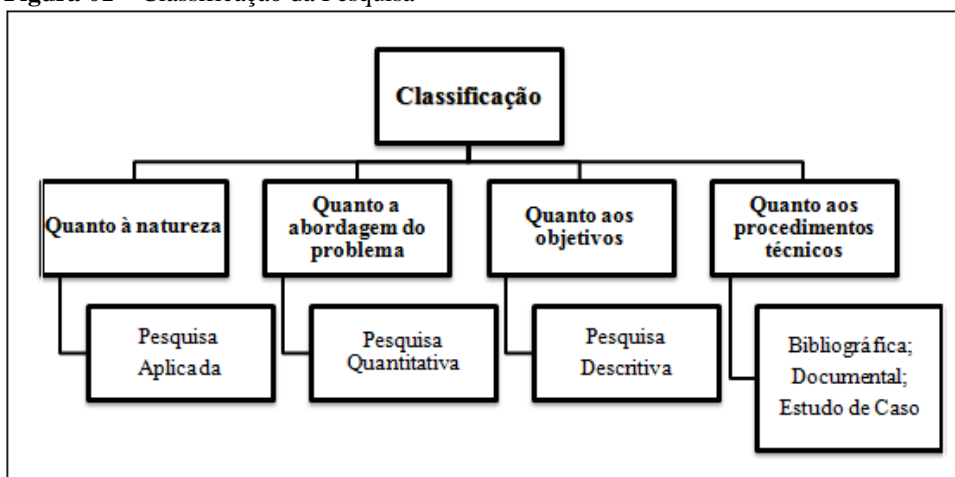 Classificação
Quanto à natureza
Quanto a
abordagem do
problema
Quanto aos
objetivos
Quanto aos
procedimentos
técnicos
Pesquisa
Aplicada
Pesquisa
Quantitativa
Pesquisa
Descritiva
Bibliográfica;
Documental;
Estudo de Caso